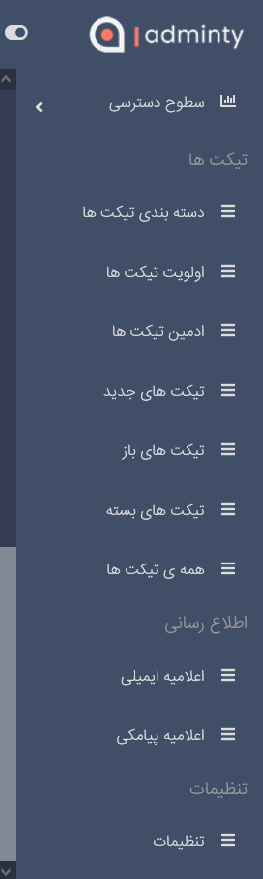 adminty
سطوح دسترسی
تیکت ها
دسته بندی تیکت ها
اولویت تیکت ها
ادمین تیکت ها
تیکت های جدید
تیکت های باز
تیکت های بسته
همه ی تیکت ها
اطلاع رسانی
اعلامیه ایمیلی
اعلامیه پیامکی
تنظیمات
تنظیمات